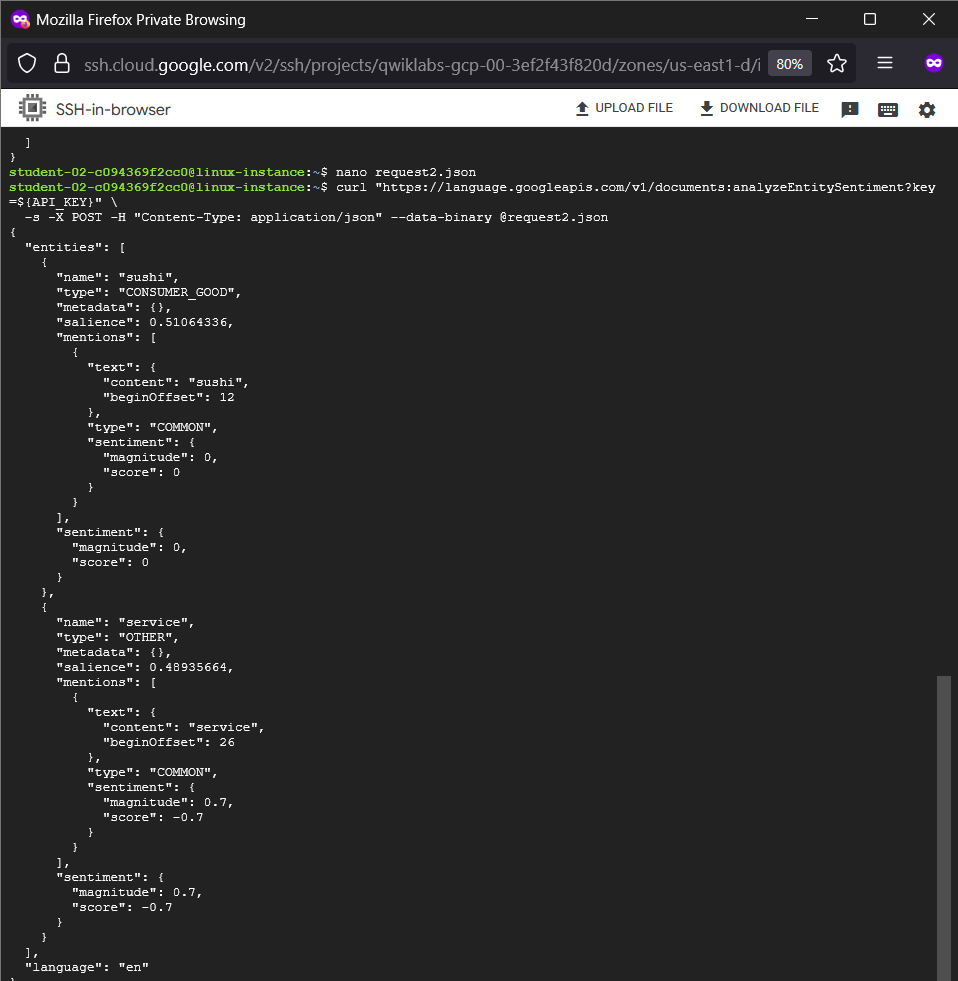 Mozilla Firefox Private Browsing
ssh.cloud.google.com/v2/ssh/projects/qwiklabs-gcp-00-3ef2f43f820d/zones/us-east1-d/i
80%
SSH-in-browser
UPLOAD FILE
DOWNLOAD FILE
]
}
student-02-c094369f2cc0@linux-instance:~$ nano request2.json
student-02-c094369f2cc0@linux-instance:~$ curl "https://language.googleapis.com/v1/documents:analyzeEntitySentiment?key
=${API_KEY}" \
  -s -X POST -H "Content-Type: application/json" --data-binary @request2.json
{
  "entities": [
    {
      "name": "sushi",
      "type": "CONSUMER_GOOD",
      "metadata": {},
      "salience": 0.51064336,
      "mentions": [
        {
          "text": {
            "content": "sushi",
            "beginOffset": 12
          },
          "type": "COMMON",
          "sentiment": {
            "magnitude": 0,
            "score": 0
          }
        }
      ],
      "sentiment": {
        "magnitude": 0,
        "score": 0
      }
    },
    {
      "name": "service",
      "type": "OTHER",
      "metadata": {},
      "salience": 0.48935664,
      "mentions": [
        {
          "text": {
            "content": "service",
            "beginOffset": 26
          },
          "type": "COMMON",
          "sentiment": {
            "magnitude": 0.7,
            "score": -0.7
          }
        }
      ],
      "sentiment": {
        "magnitude": 0.7,
        "score": -0.7
      }
    }
  ],
  "language": "en"